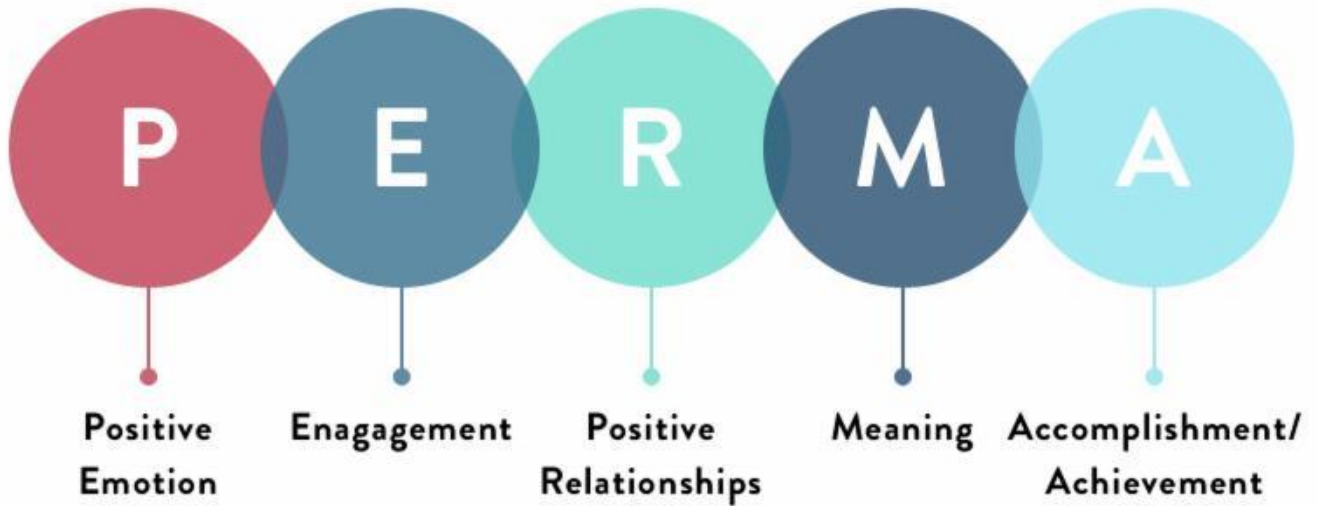 P E R M A
Positive Enagagement Positive Meaning Accomplishment/
Emotion Relationships Achievement